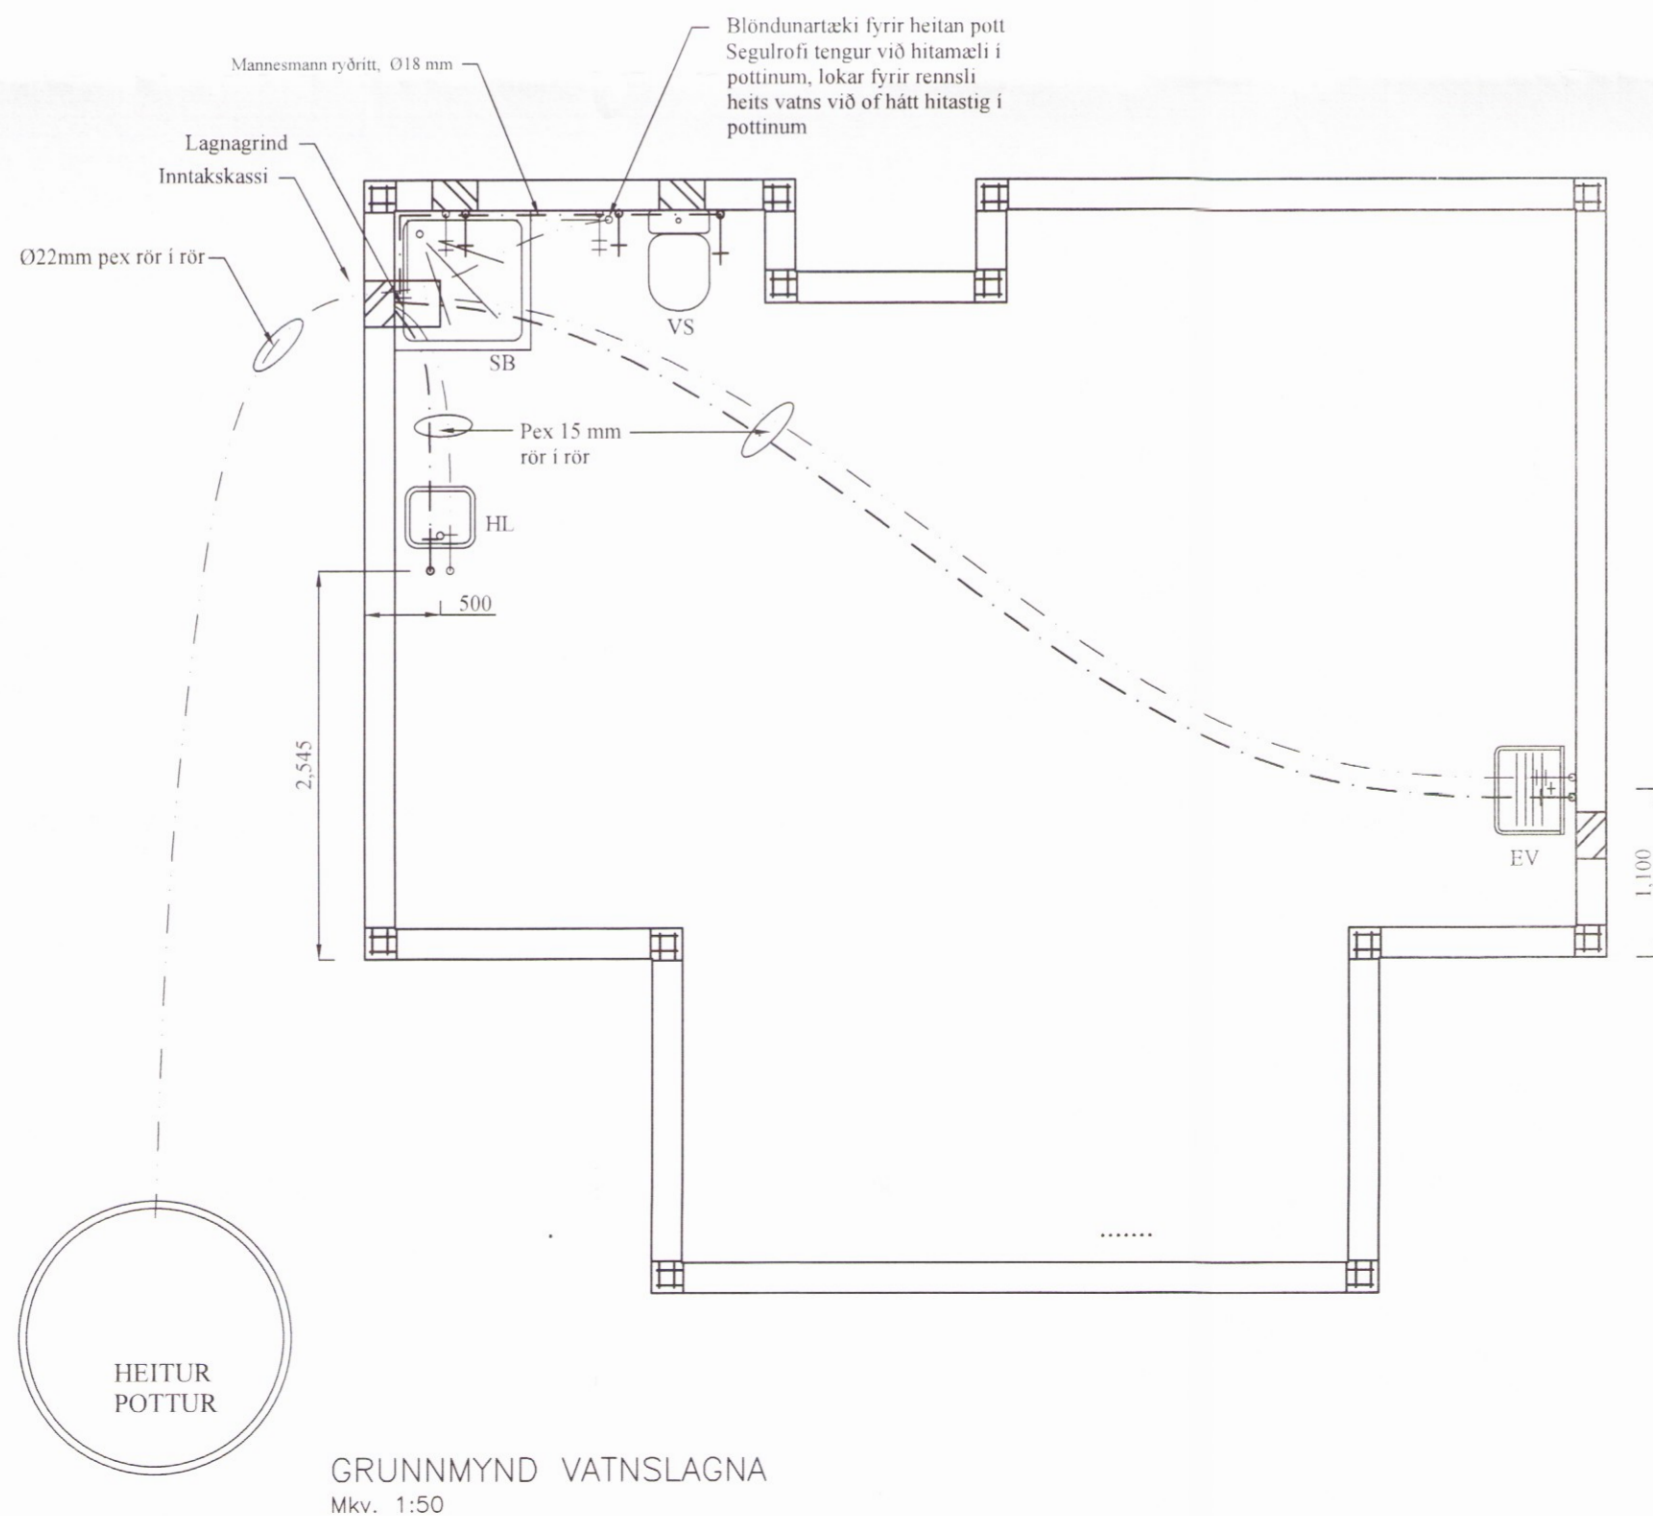 Blöndunartæki fyrir heitan pott
Segulrofi tengur við hitamæli í
pottinum, lokar fyrir rennsli
heits vatns við of hátt hitastig í
pottinum
Mannesmann ryðritt, Ø18 mm
Lagnagrind
Inntakskassi
Ø22mm pex rör í rör
VS
SB
Pex 15 mm
rör í rör
HL
500
2,545
EV
1,100
HEITUR
POTTUR
GRUNNMYND VATNSLAGNA
Mkv. 1:50